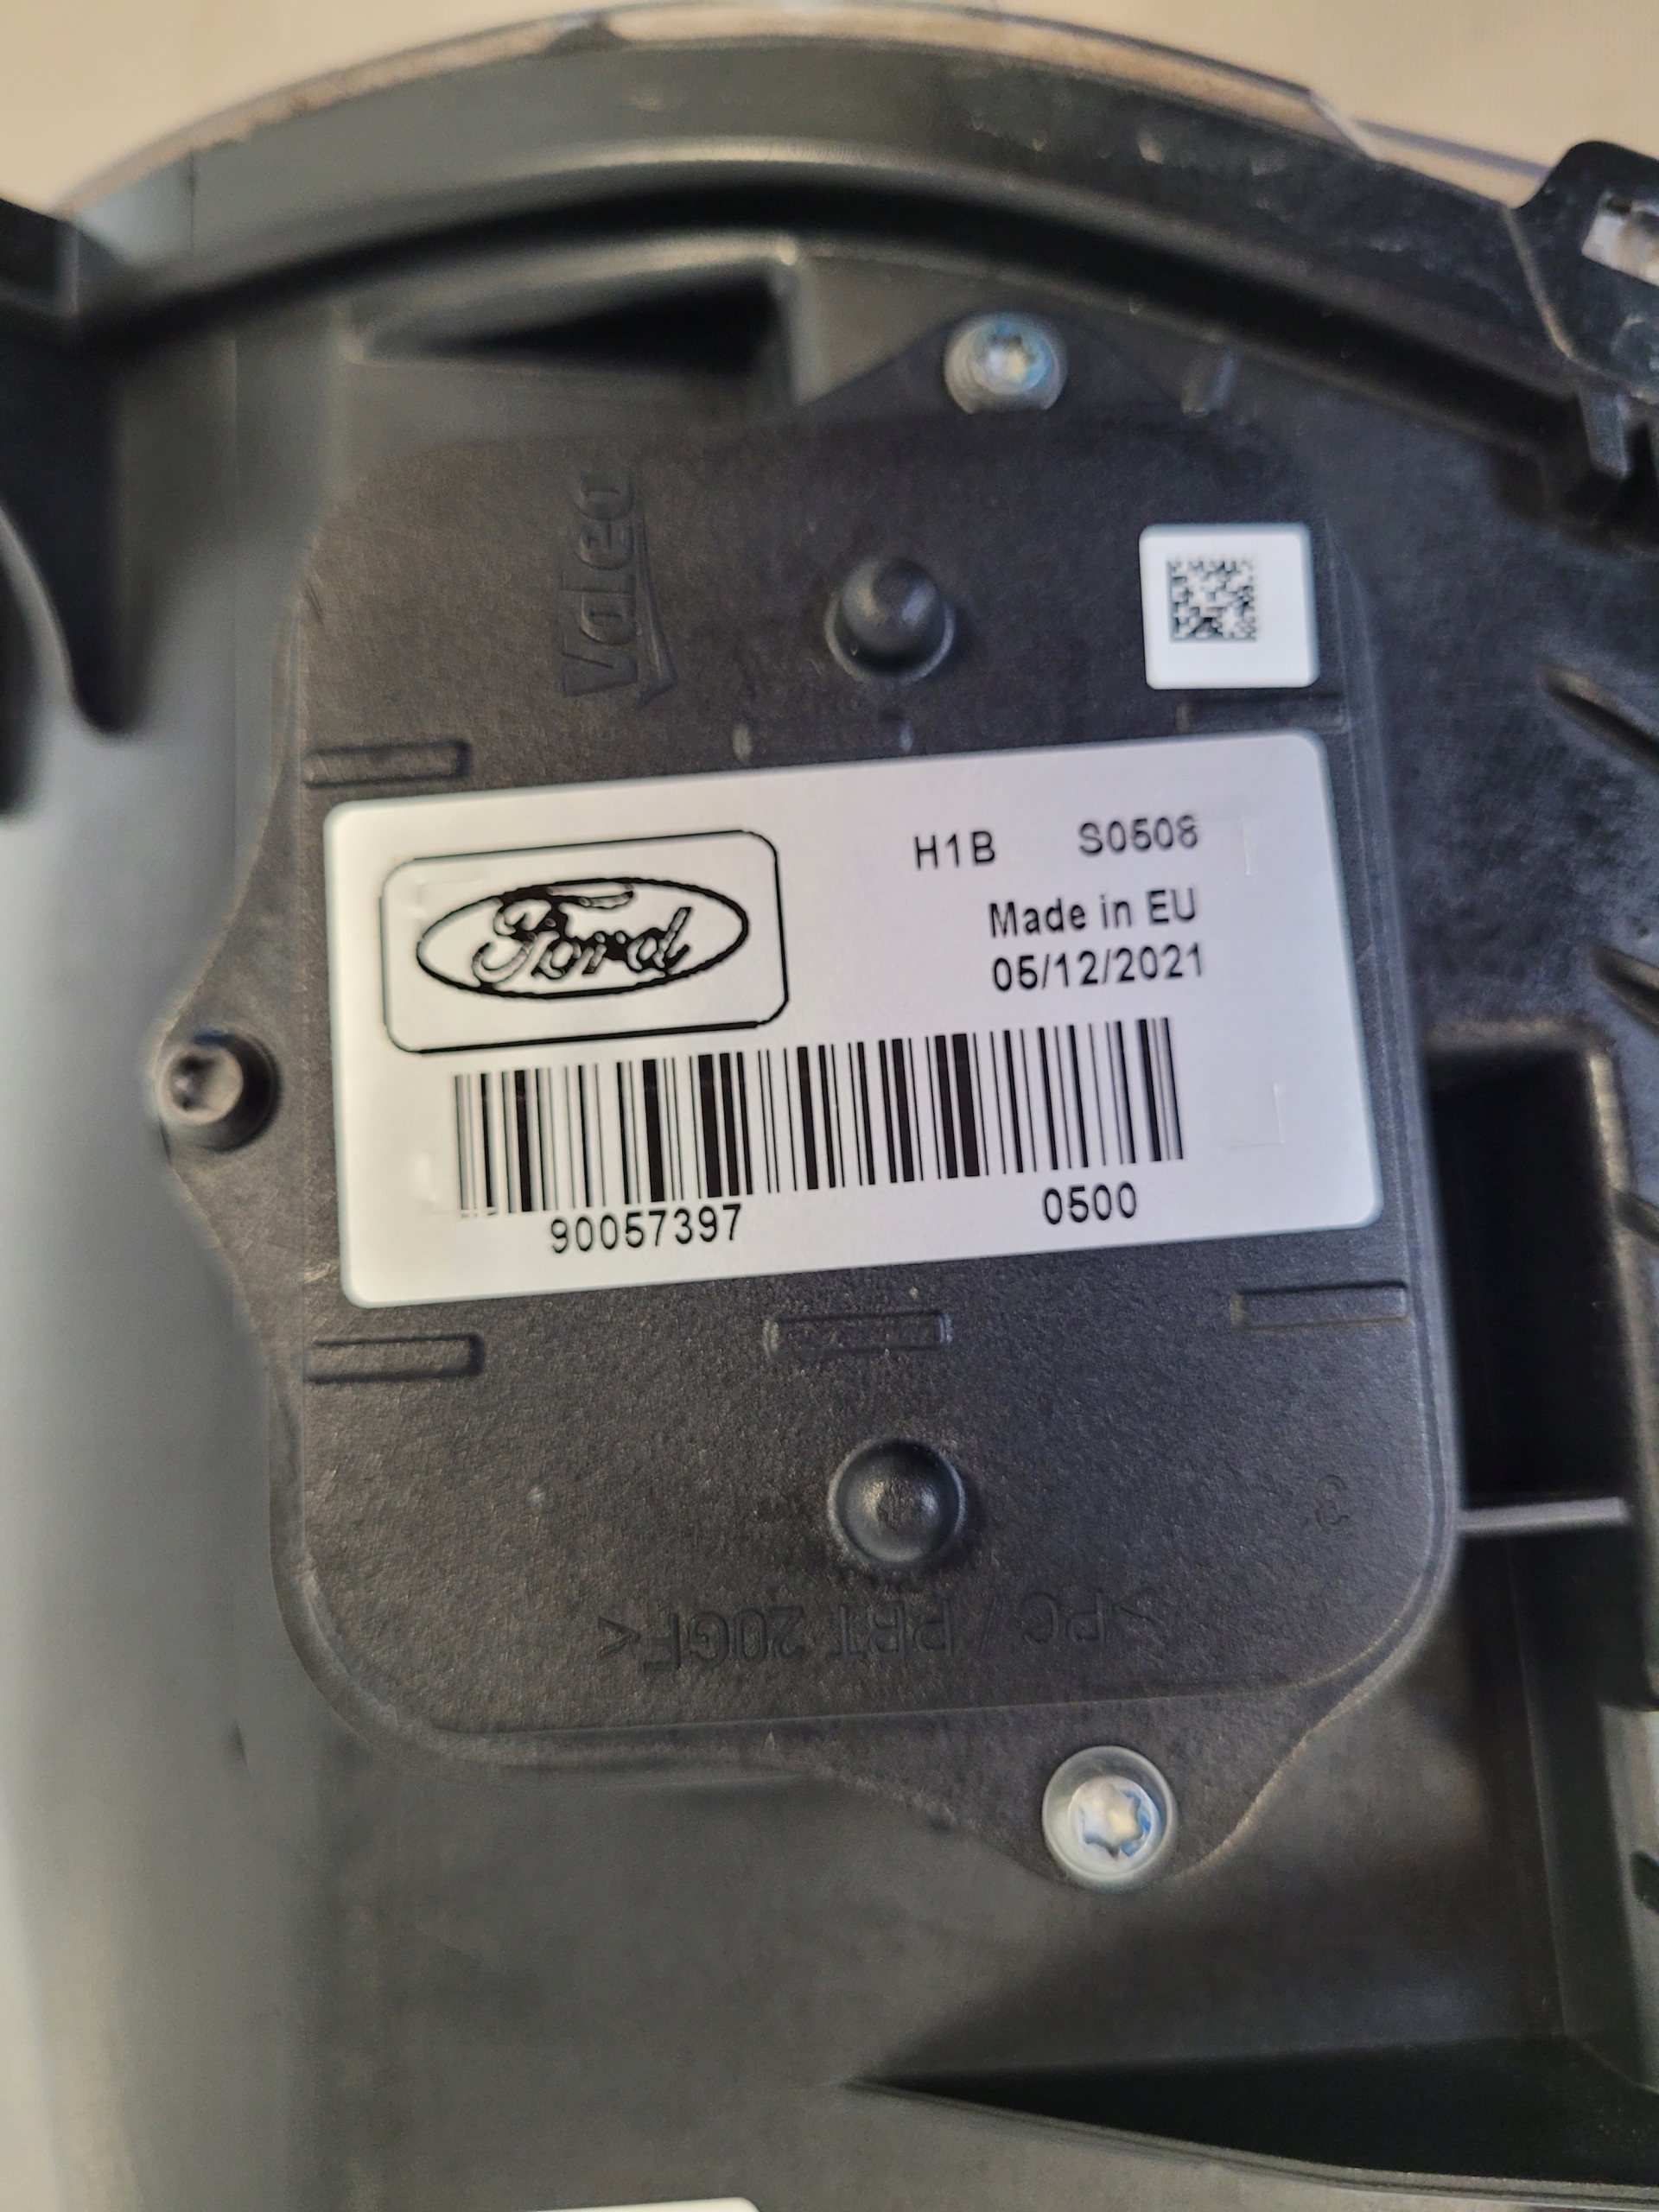 Valeo
Ford
H1B S0508
Made in EU
05/12/2021
90057397 0500
>PC / PBT 20GF<